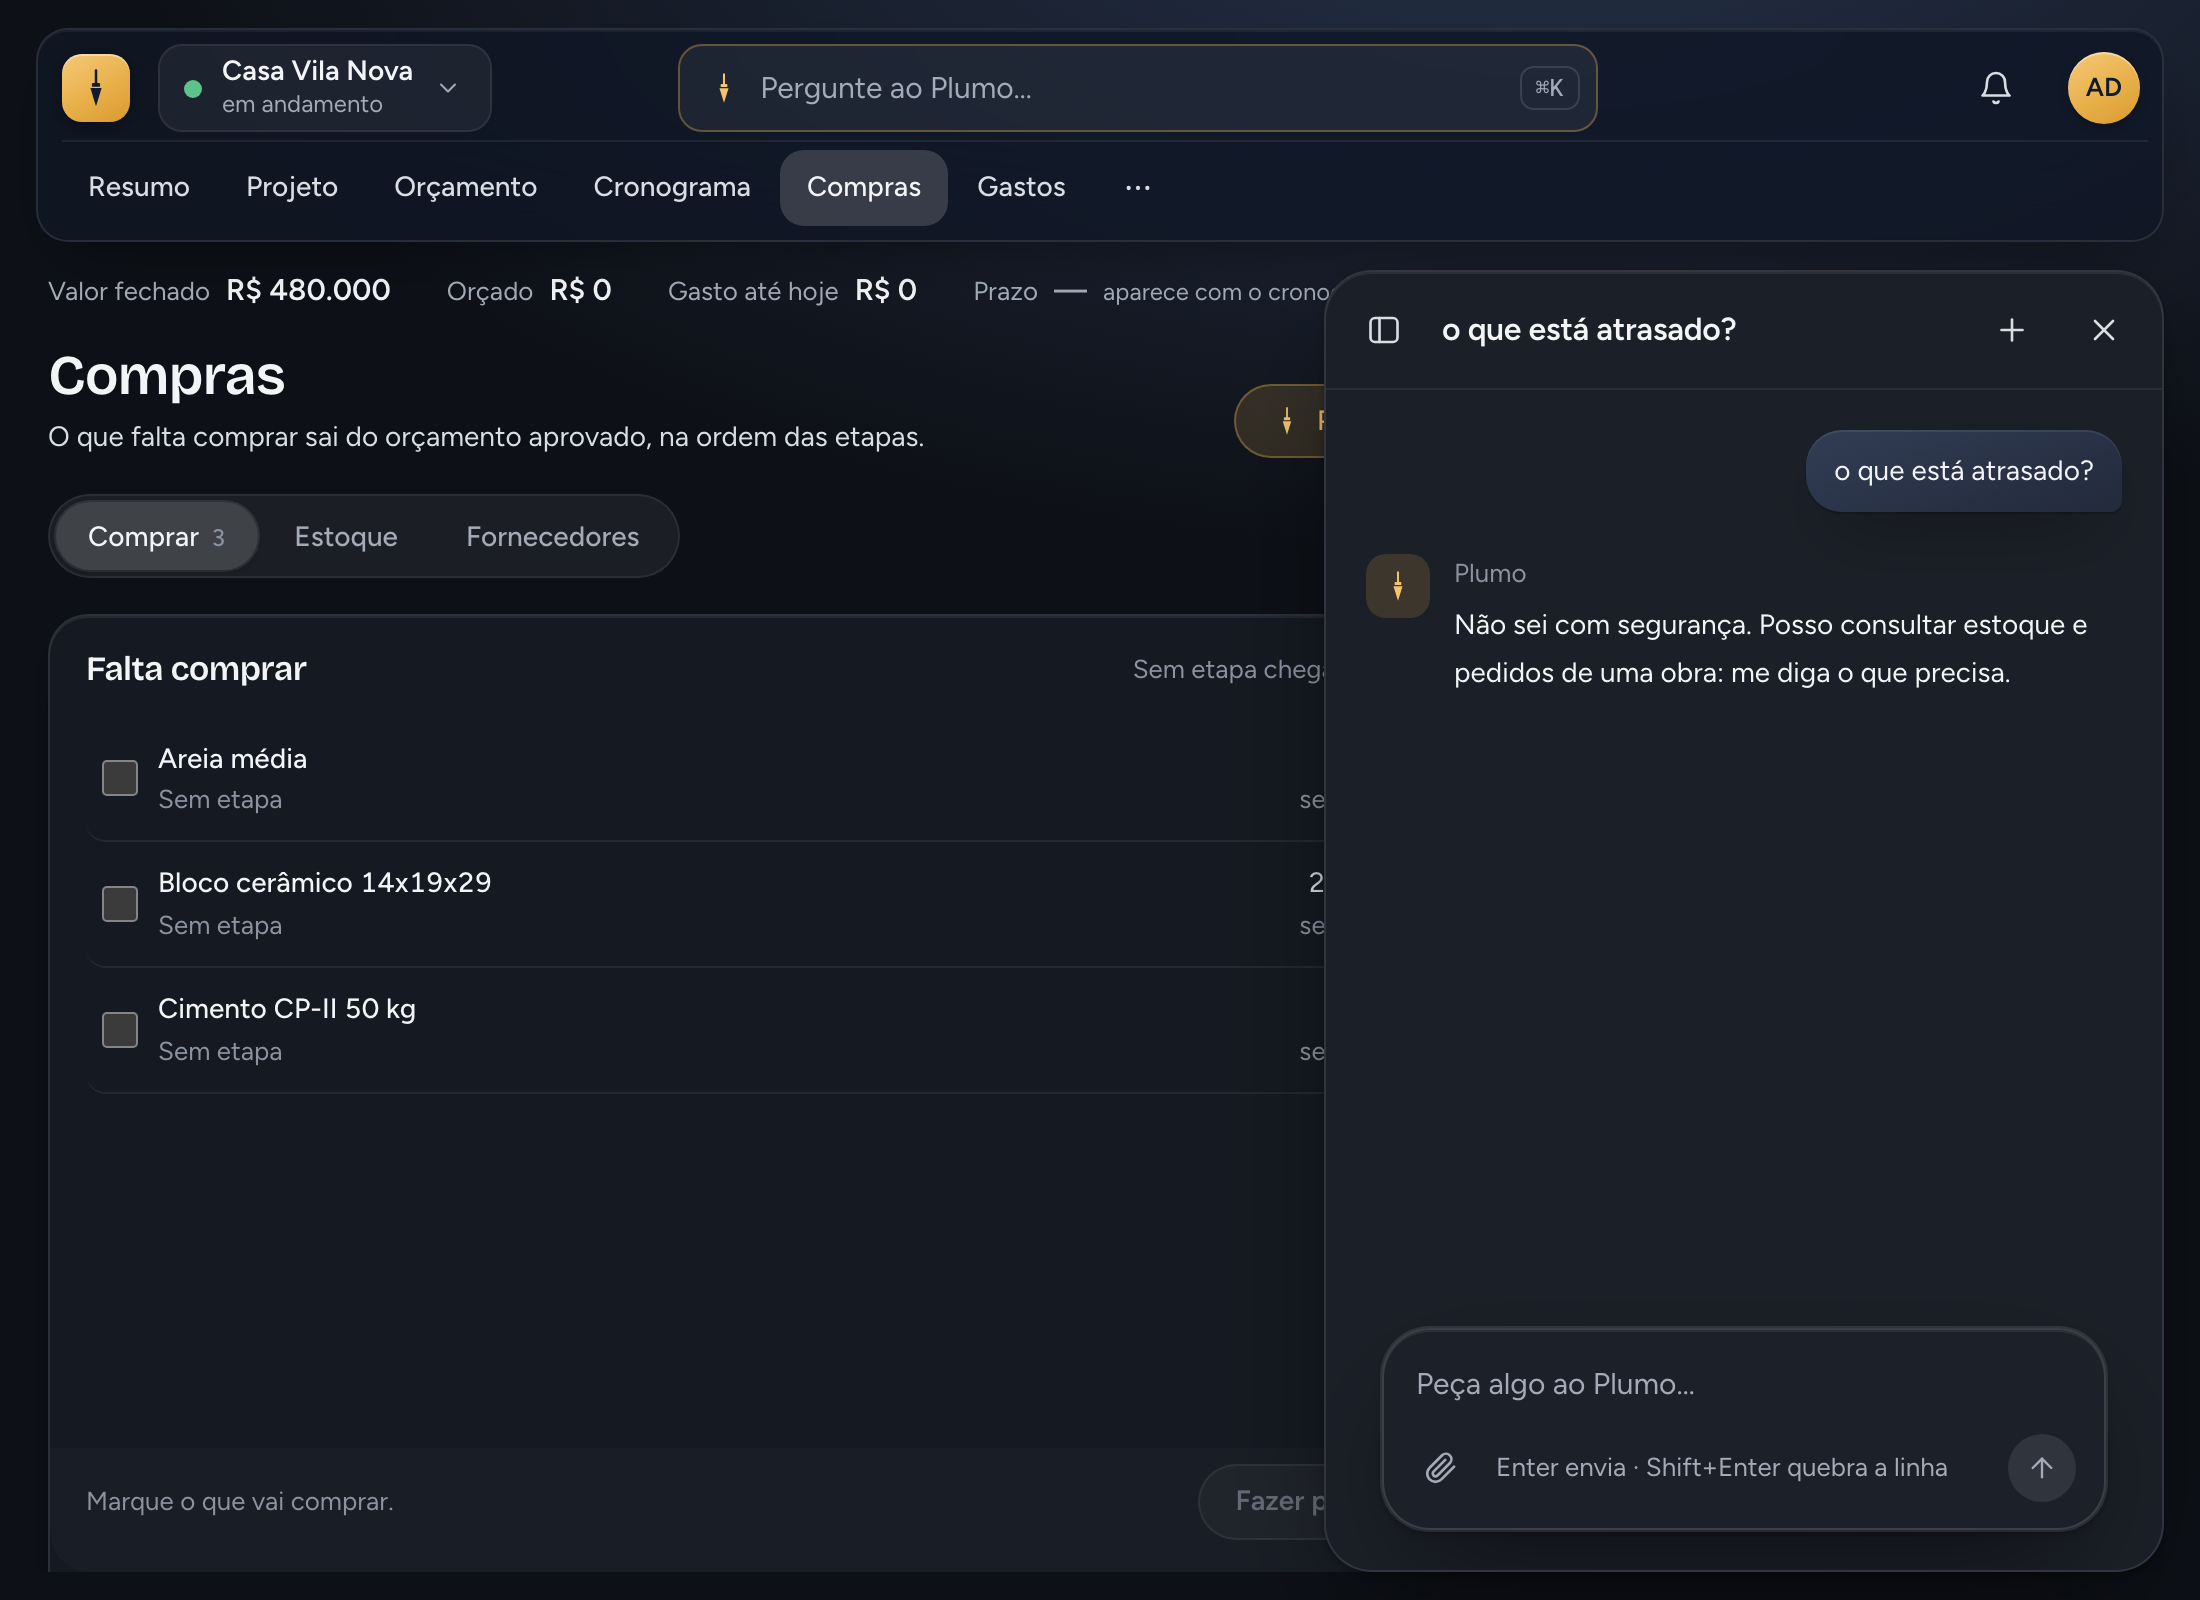 Casa Vila Nova
em andamento
Pergunte ao Plumo...
⌘K
AD
Resumo Projeto Orçamento Cronograma Compras Gastos ...
Valor fechado R$ 480.000 Orçado R$ 0 Gasto até hoje R$ 0 Prazo — aparece com o
Compras
O que falta comprar sai do orçamento aprovado, na ordem das etapas.
Comprar 3 Estoque Fornecedores
Falta comprar
Sem etapa
Areia média
Sem etapa
Bloco cerâmico 14x19x29
Sem etapa
Cimento CP-II 50 kg
Sem etapa
Marque o que vai comprar.
Fazer
o que está atrasado?
o que está atrasado?
Plumo
Não sei com segurança. Posso consultar estoque e
pedidos de uma obra: me diga o que precisa.
Peça algo ao Plumo...
Enter envia · Shift+Enter quebra a linha